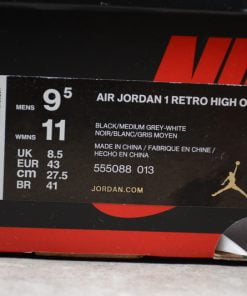 MENS 9.5
WMNS 11
UK 8.5
EUR 43
cm 27.5
BR 41
AIR JORDAN 1 RETRO HIGH O
BLACK/MEDIUM GREY-WHITE
NOIR/BLANC/GRIS MOYEN
MADE IN CHINA / FABRIQUE EN CHINE /
HECHO EN CHINA
555088 013
JORDAN.COM